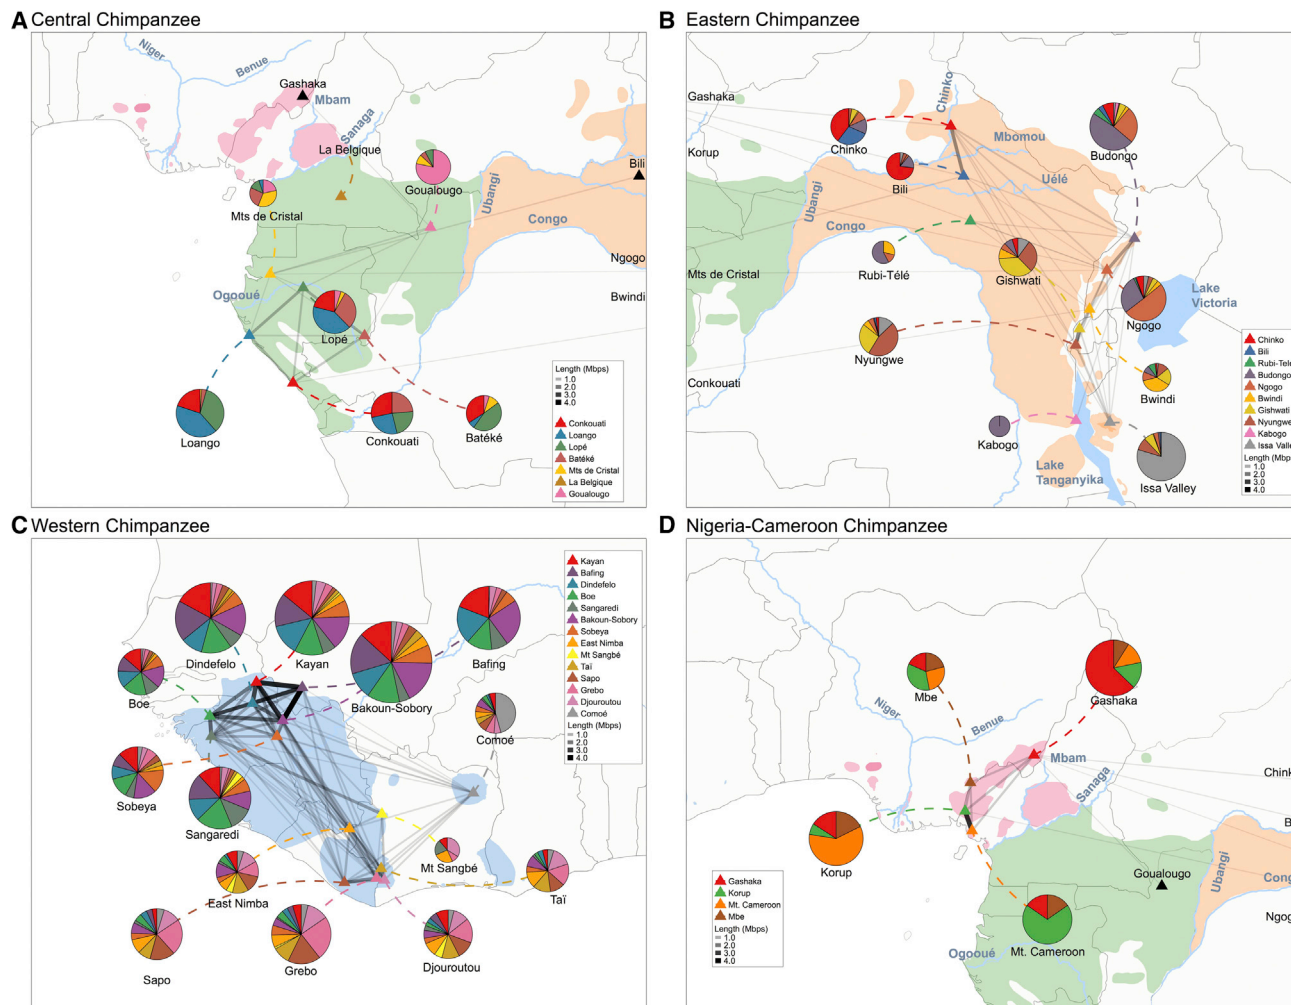 A Central Chimpanzee
Niger
Benue
Gashaka
Mbam
Sanaga
La Belgique
Goualougo
Mts de Cristal
Ubangi
Bili
Congo
Ngogo
Ogooué
Bwindi
Lopé
Loango
Conkouati
Batéké
Length (Mbps)
1.0
2.0
3.0
4.0
Conkouati
Loango
Lopé
Batéké
Mts de Cristal
La Belgique
Goualougo
B Eastern Chimpanzee
Gashaka
Chinko
Chinko
Mbomou
Budongo
Korup
Bili
Uélé
Ubangi
Congo
Rubi-Télé
Gishwati
Mts de Cristal
Lake
Victoria
Ngogo
Nyungwe
Conkouati
Bwindi
Kabogo
Lake
Tanganyika
Issa Valley
Chinko
Bili
Rubi-Télé
Budongo
Ngogo
Bwindi
Gishwati
Nyungwe
Kabogo
Issa Valle
Length (Mbp
1.0
2.0
3.0
4.0
C Western Chimpanzee
Dindefelo
Kayan
Bakoun-Sobory
Bafing
Boe
Comoé
Sobeya
Sangaredi
East Nimba
Mt Sangbé
Taï
Sapo
Grebo
Djouroutou
Kayan
Bafing
Dindefelo
Boe
Sangaredi
Bakoun-Sobory
Sobeya
East Nimba
Mt Sangbé
Taï
Sapo
Grebo
Djouroutou
Comoé
Length (Mbps)
1.0
2.0
3.0
4.0
D Nigeria-Cameroon Chimpanzee
Mbe
Gashaka
Niger
Benue
Mbam
Sanaga
Chink
B
Korup
Goualougo
Ubangi
Cong
Ngog
Mt. Cameroon
Ogooué
Gashaka
Korup
Mt. Cameroon
Mbe
Length (Mbps)
1.0
2.0
3.0
4.0